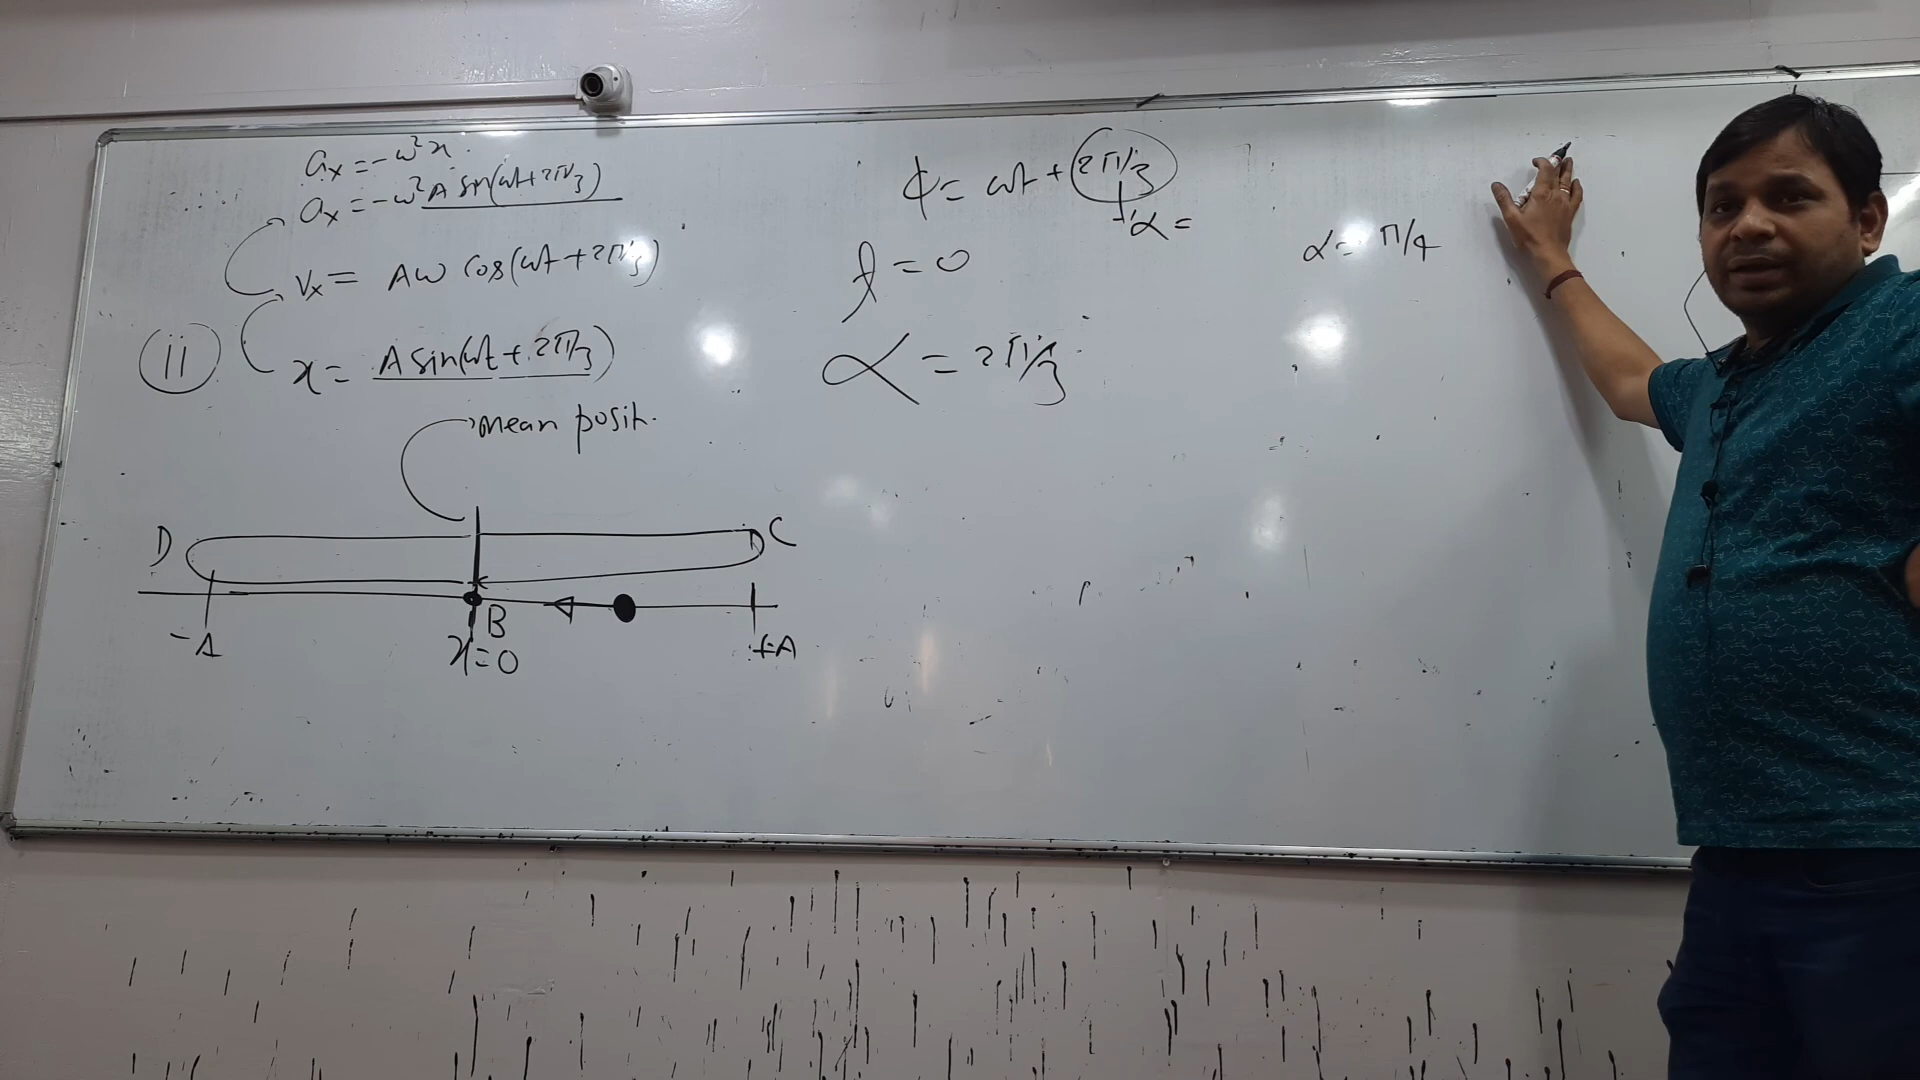 aₓ = -ω²x.
aₓ = -ω²A sin(ωt+2π/3)
vₓ = Aω cos(ωt+2π/3)
(ii) x = A sin(ωt + 2π/3)
mean posit.
D C
B
-A x=0 +A
ϕ = ωt + 2π/3
α =
t = 0
α = 2π/3
α = π/4